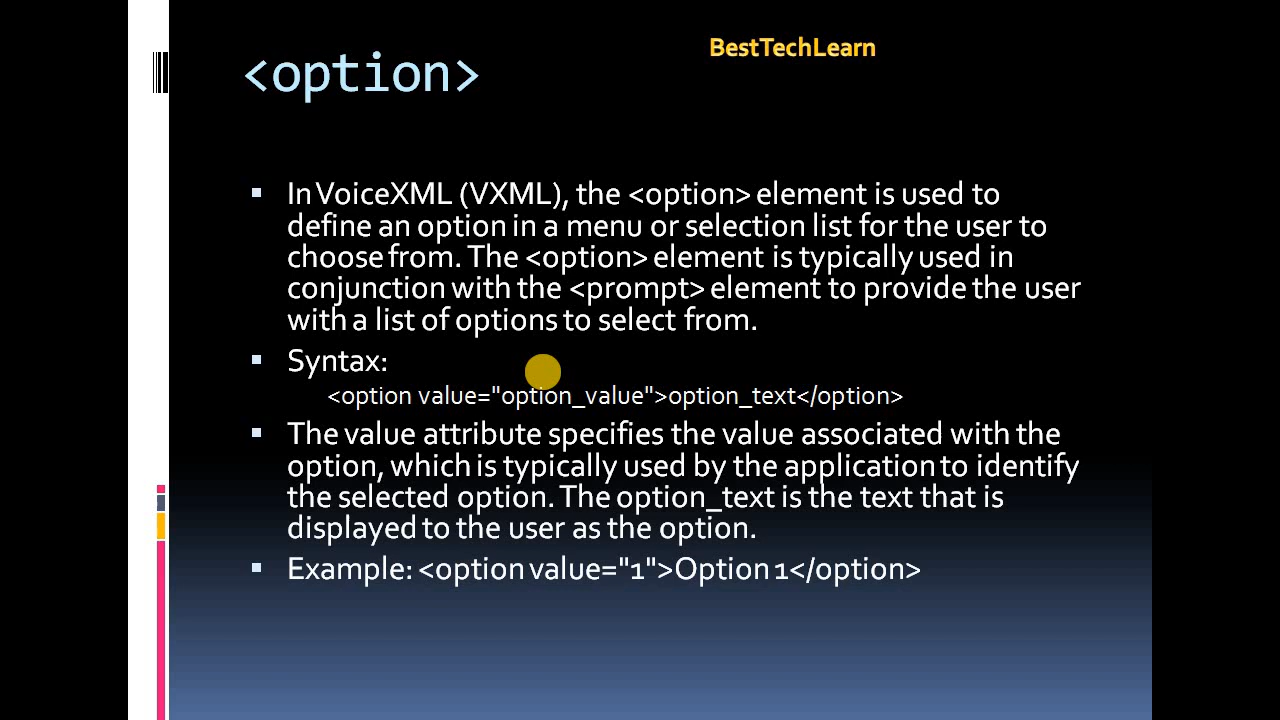 BestTechLearn
<option>
In VoiceXML (VXML), the <option> element is used to
define an option in a menu or selection list for the user to
choose from. The <option> element is typically used in
conjunction with the <prompt> element to provide the user
with a list of options to select from.
Syntax:
<option value="option_value">option_text</option>
The value attribute specifies the value associated with the
option, which is typically used by the application to identify
the selected option. The option_text is the text that is
displayed to the user as the option.
Example: <option value="1">Option 1</option>